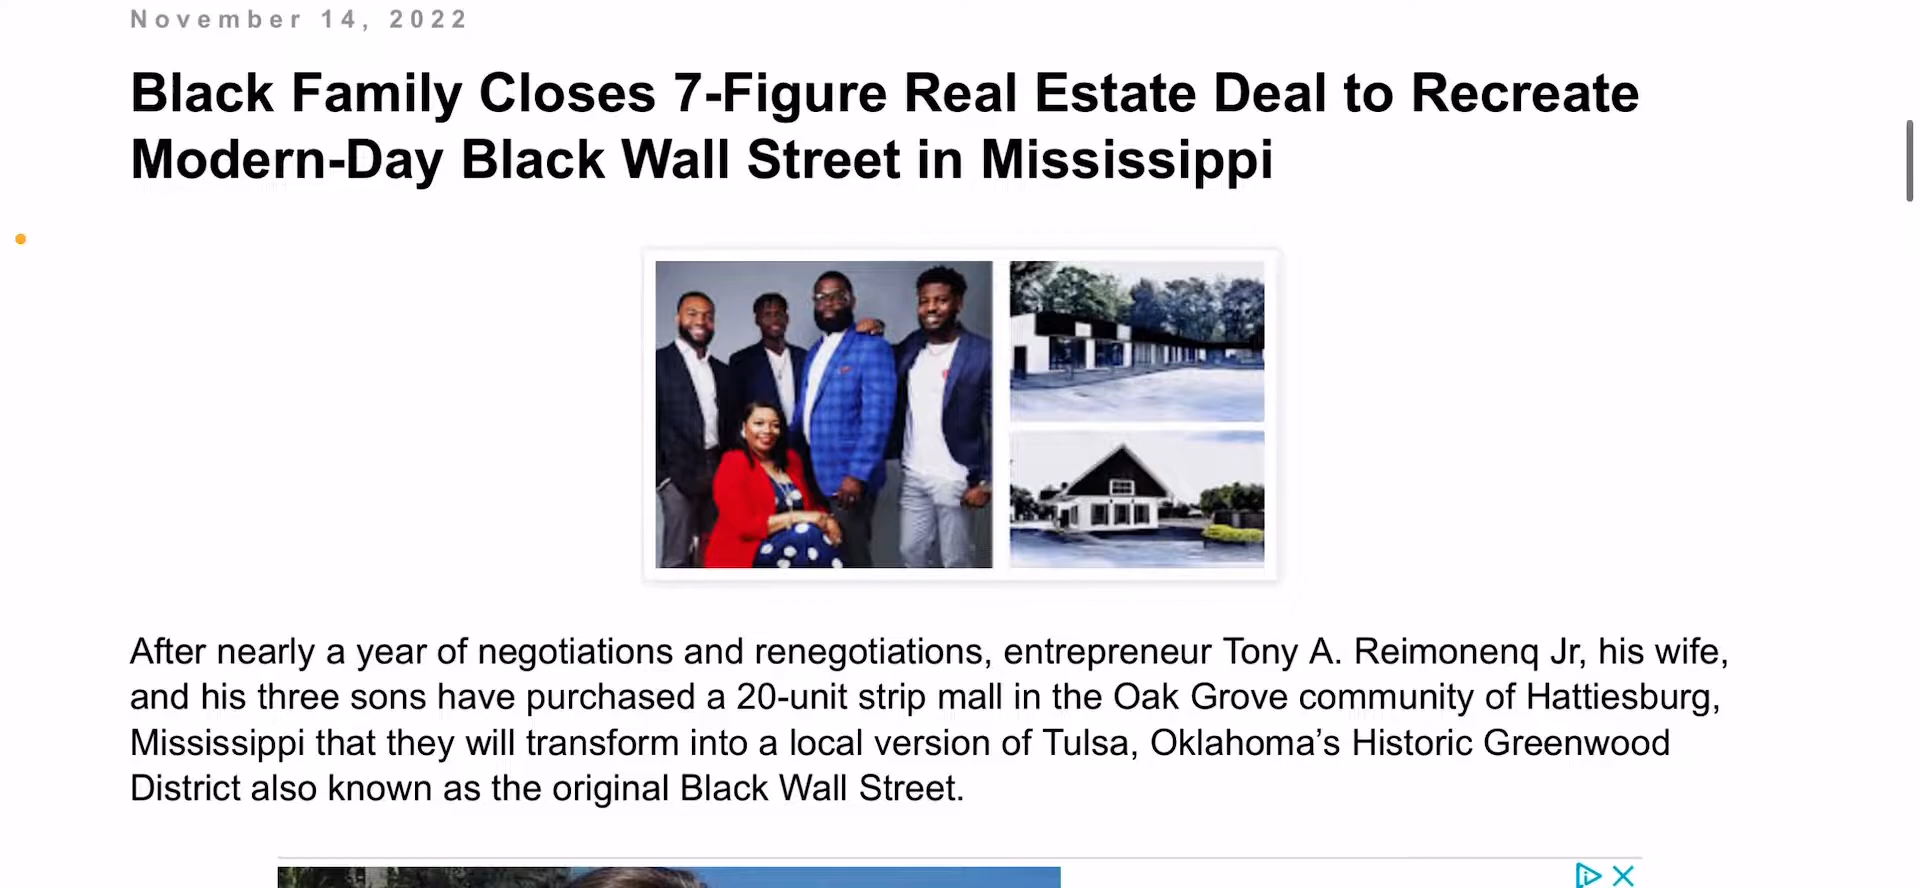 November 14, 2022
Black Family Closes 7-Figure Real Estate Deal to Recreate
Modern-Day Black Wall Street in Mississippi
After nearly a year of negotiations and renegotiations, entrepreneur Tony A. Reimonenq Jr, his wife,
and his three sons have purchased a 20-unit strip mall in the Oak Grove community of Hattiesburg,
Mississippi that they will transform into a local version of Tulsa, Oklahoma’s Historic Greenwood
District also known as the original Black Wall Street.